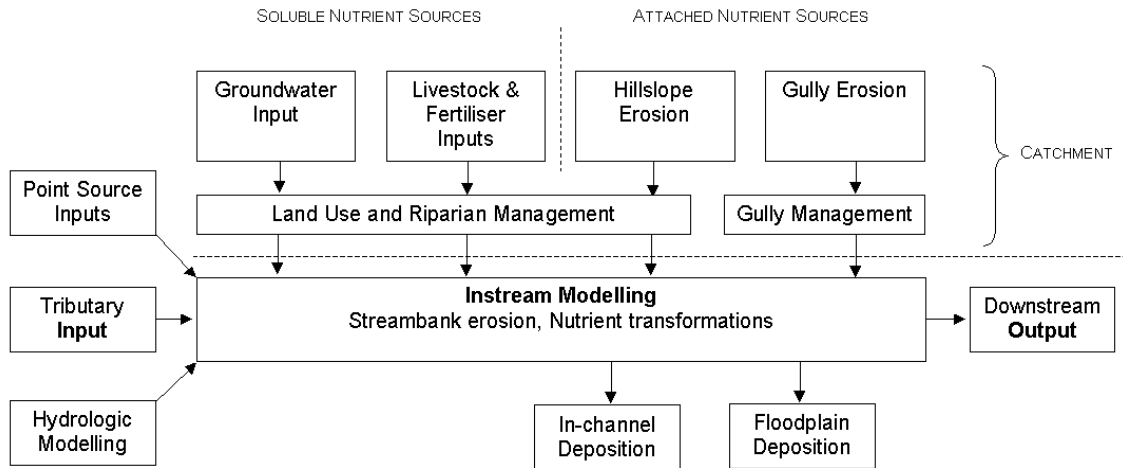 SOLUBLE NUTRIENT SOURCES
ATTACHED NUTRIENT SOURCES
Groundwater
Input
Livestock &
Fertiliser
Inputs
Hillslope
Erosion
Gully Erosion
CATCHMENT
Point Source
Inputs
Land Use and Riparian Management
Gully Management
Tributary
Input
Instream Modelling
Streambank erosion, Nutrient transformations
Downstream
Output
Hydrologic
Modelling
In-channel
Deposition
Floodplain
Deposition